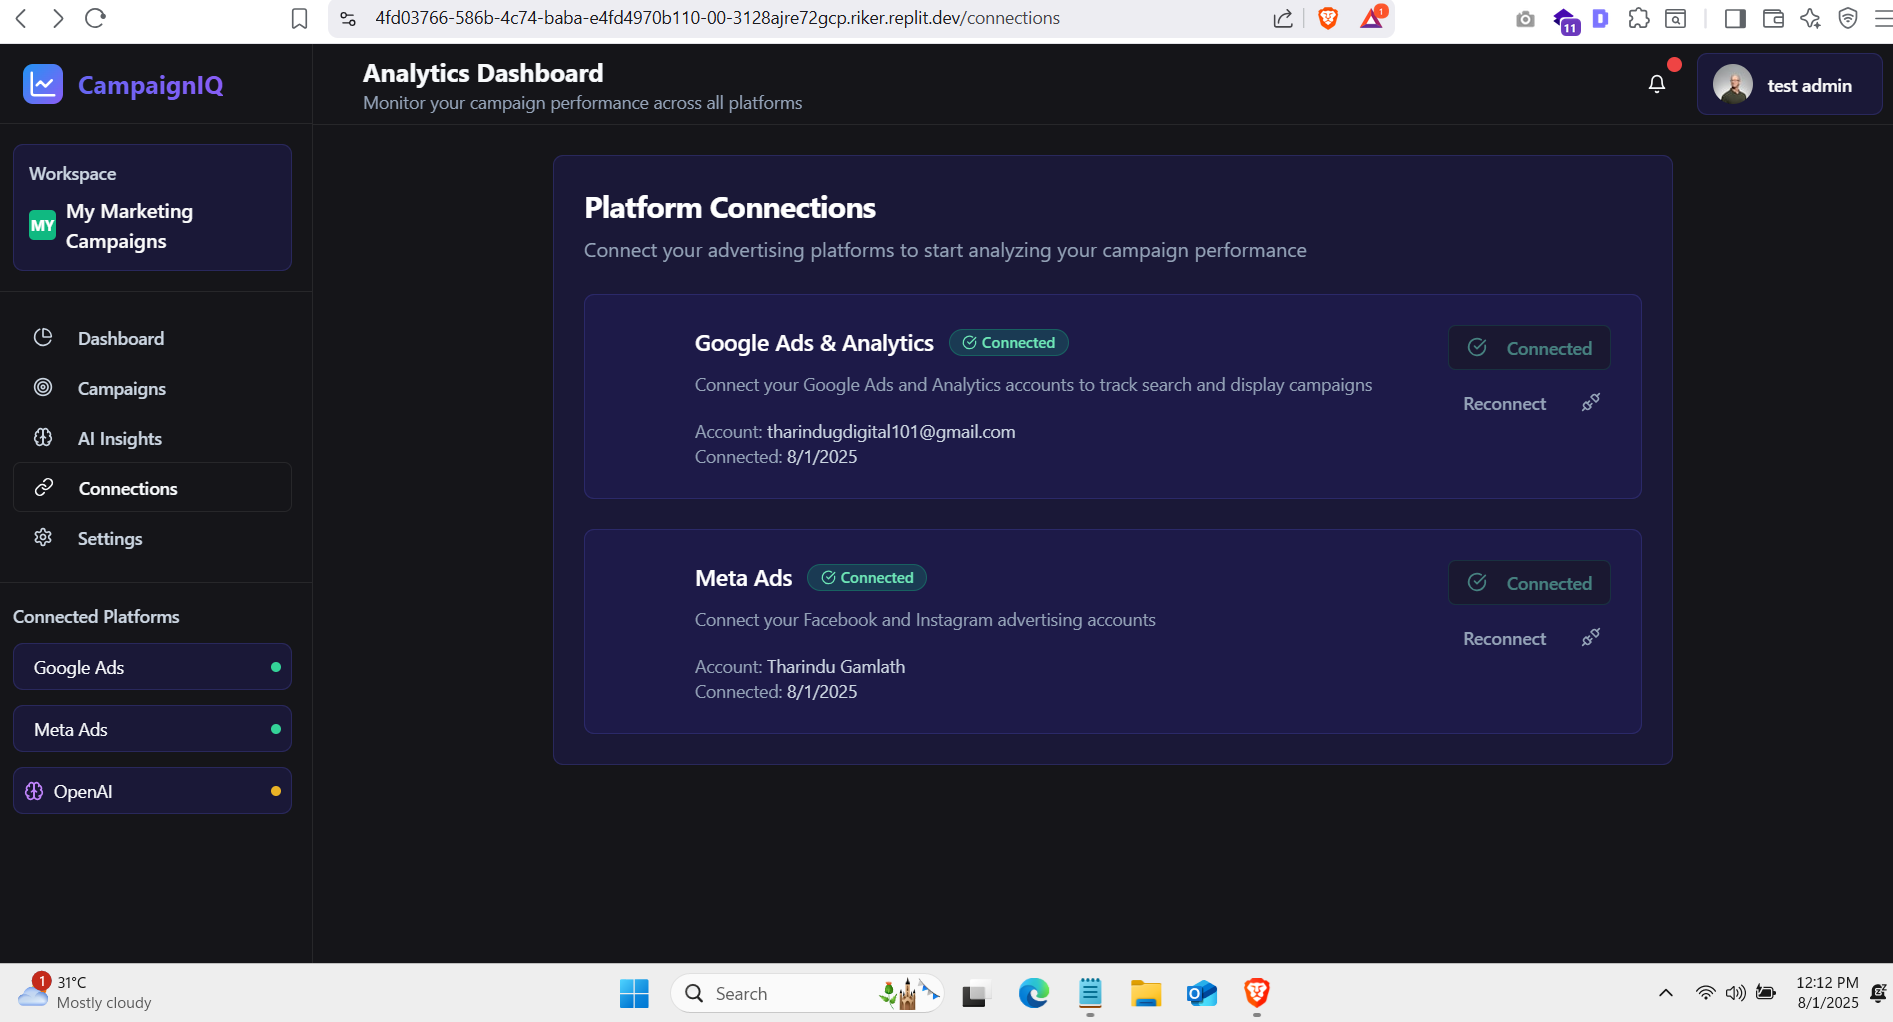 4fd03766-586b-4c74-baba-e4fd4970b110-00-3128ajre72gcp.riker.replit.dev/connections
1
11
D
CampaignIQ
Analytics Dashboard
Monitor your campaign performance across all platforms
test admin
Workspace
MY
My Marketing
Campaigns
Dashboard
Campaigns
AI Insights
Connections
Settings
Connected Platforms
Google Ads
Meta Ads
OpenAI
Platform Connections
Connect your advertising platforms to start analyzing your campaign performance
Google Ads & Analytics
Connected
Connect your Google Ads and Analytics accounts to track search and display campaigns
Account: tharindugdigital101@gmail.com
Connected: 8/1/2025
Connected
Reconnect
Meta Ads
Connected
Connect your Facebook and Instagram advertising accounts
Account: Tharindu Gamlath
Connected: 8/1/2025
Connected
Reconnect
1
31°C
Mostly cloudy
Search
12:12 PM
8/1/2025